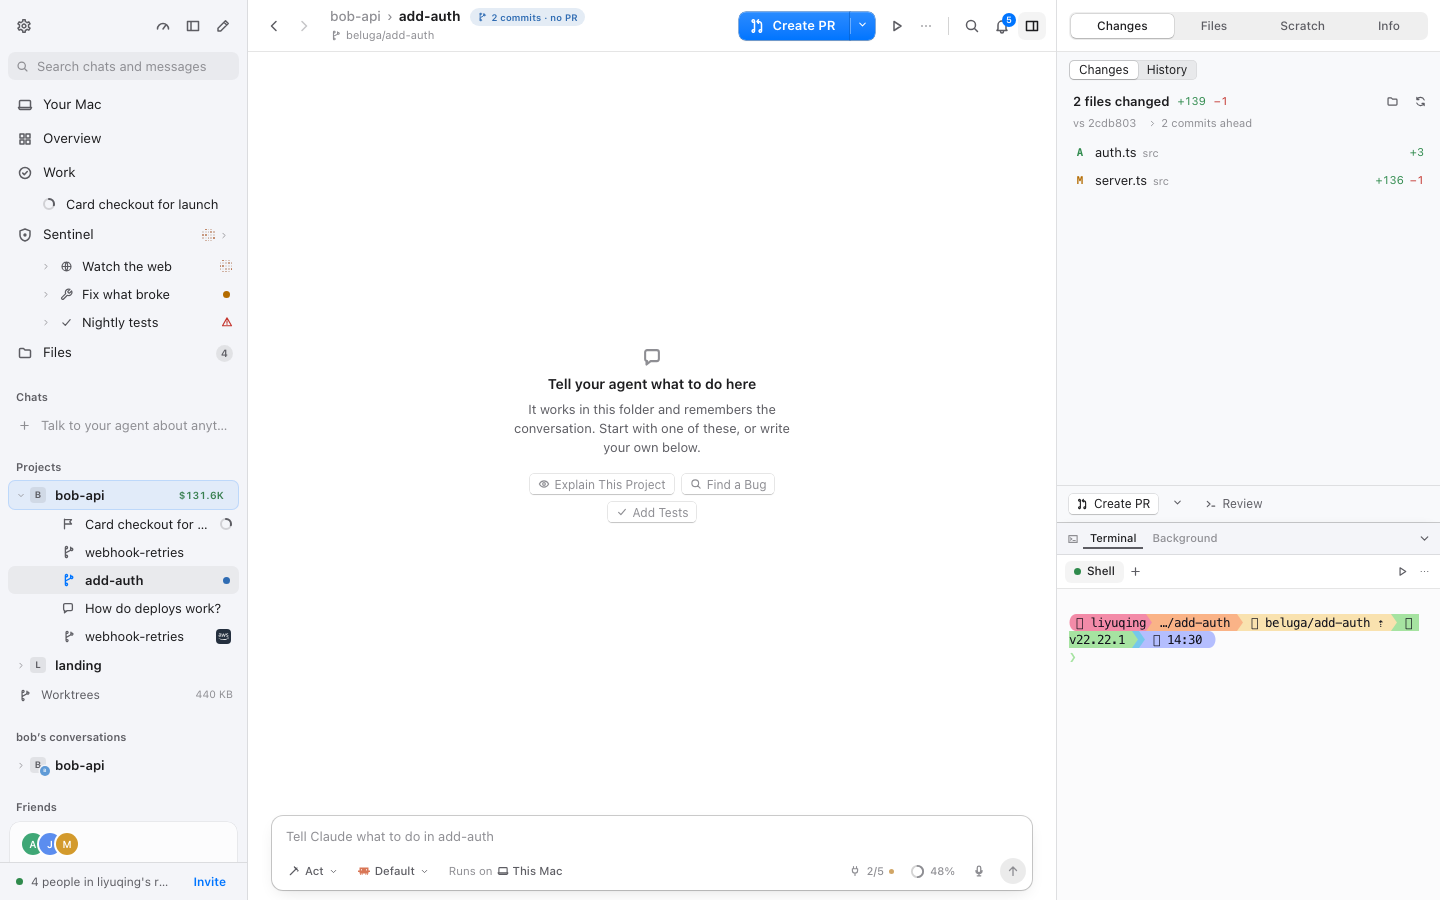 Search chats and messages
Your Mac
Overview
Work
Card checkout for launch
Sentinel
Watch the web
Fix what broke
Nightly tests
Files 4
Chats
Talk to your agent about anyt...
Projects
B bob-api $131.6K
Card checkout for ...
webhook-retries
add-auth
How do deploys work?
webhook-retries aws
L landing
Worktrees 440 KB
bob's conversations
B bob-api
Friends
A J M
4 people in liyuqing's r... Invite
bob-api › add-auth 2 commits · no PR
beluga/add-auth
Create PR
5
Tell your agent what to do here
It works in this folder and remembers the
conversation. Start with one of these, or write
your own below.
Explain This Project Find a Bug
Add Tests
Tell Claude what to do in add-auth
Act Default Runs on This Mac 2/5 48%
Changes Files Scratch Info
Changes History
2 files changed +139 −1
vs 2cdb803 › 2 commits ahead
A auth.ts src +3
M server.ts src +136 −1
Create PR Review
Terminal Background
Shell
liyuqing …/add-auth beluga/add-auth ⇡
v22.22.1 14:30
❯